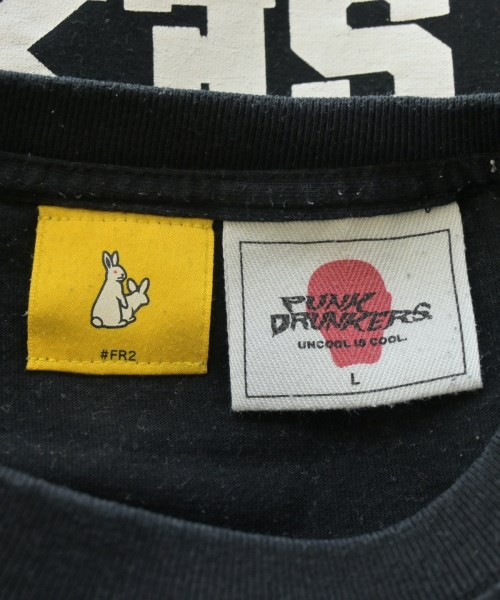 #FR2
PUNK
DRUNKERS
UNCOOL IS COOL.
L